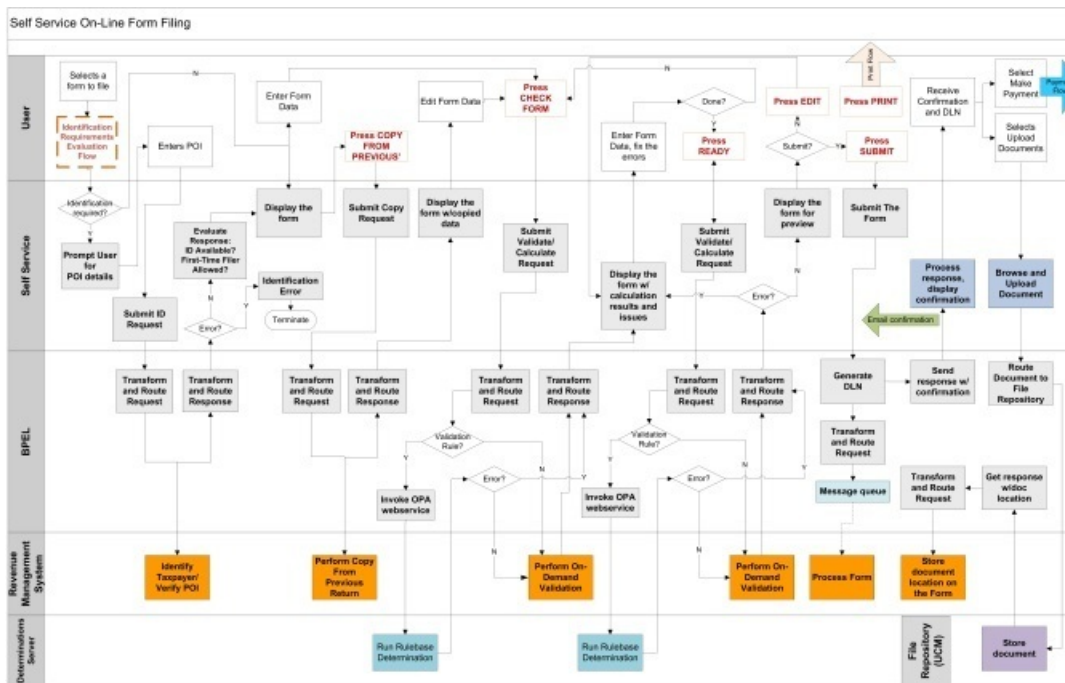 Self Service On-Line Form Filing
User
Selects a
form to file
N
Identification
Requirements
Evaluation
Flow
Enters POI
Enter Form
Data
Press COPY
FROM
PREVIOUS'
Edit Form Data
Press
CHECK
FORM
Enter Form
Data, fix the
errors
Done?
N
Y
Press
READY
Press EDIT
N
Submit?
Y
Print Flow
Press PRINT
Press
SUBMIT
Receive
Confirmation
and DLN
Select
Make
Payment
Flow
Selects
Upload
Documents
Self Service
Identification
required?
Y
Prompt User
for
POI details
Submit ID
Request
Evaluate
Response:
ID Available?
First-Time Filer
Allowed?
N
Error?
Y
Display the
form
Identification
Error
Terminate
Submit Copy
Request
Display the
form w/copied
data
Submit
Validate/
Calculate
Request
Display the
form w/
calculation
results and
issues
Submit
Validate/
Calculate
Request
Y
Error?
N
Display the
form for
preview
Submit The
Form
Process
response,
display
confirmation
Email confirmation
Browse and
Upload
Document
BPEL
Transform
and Route
Request
Transform
and Route
Response
Transform
and Route
Request
Transform
and Route
Response
Transform
and Route
Request
Transform
and Route
Response
Validation
Rule?
Y
N
Invoke OPA
webservice
Error?
Y
N
Transform
and Route
Request
Transform
and Route
Response
Validation
Rule?
Y
N
Invoke OPA
webservice
Error?
Y
N
Generate
DLN
Send
response w/
confirmation
Transform
and Route
Request
Message queue
Route
Document to
File
Repository
Transform
and Route
Request
Get response
w/doc
location
Revenue
Management
System
Identify
Taxpayer/
Verify POI
Perform Copy
From
Previous
Return
Perform On-
Demand
Validation
Perform On-
Demand
Validation
Process Form
Store
document
location on
the Form
Determinations
Server
Run Rulebase
Determination
Run Rulebase
Determination
File
Repository
(UCM)
Store
document